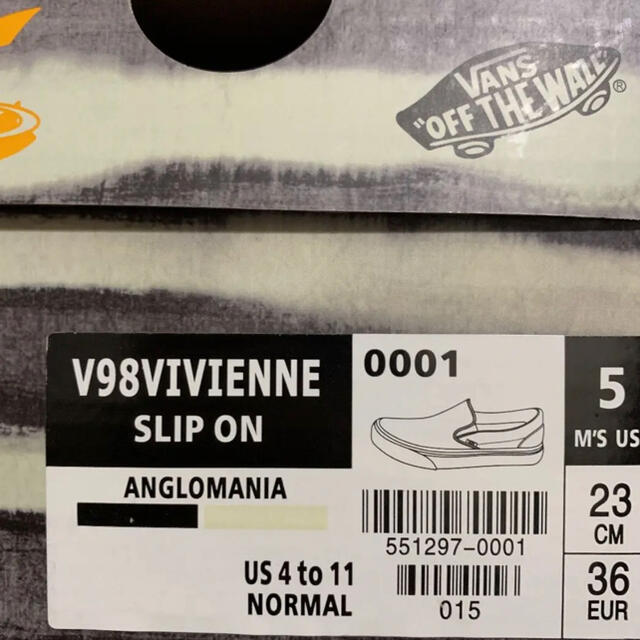 VANS
"OFF THE WALL"
®
V98VIVIENNE
SLIP ON
0001
5
M'S US
ANGLOMANIA
551297-0001
23
CM
US 4 to 11
NORMAL
015
36
EUR